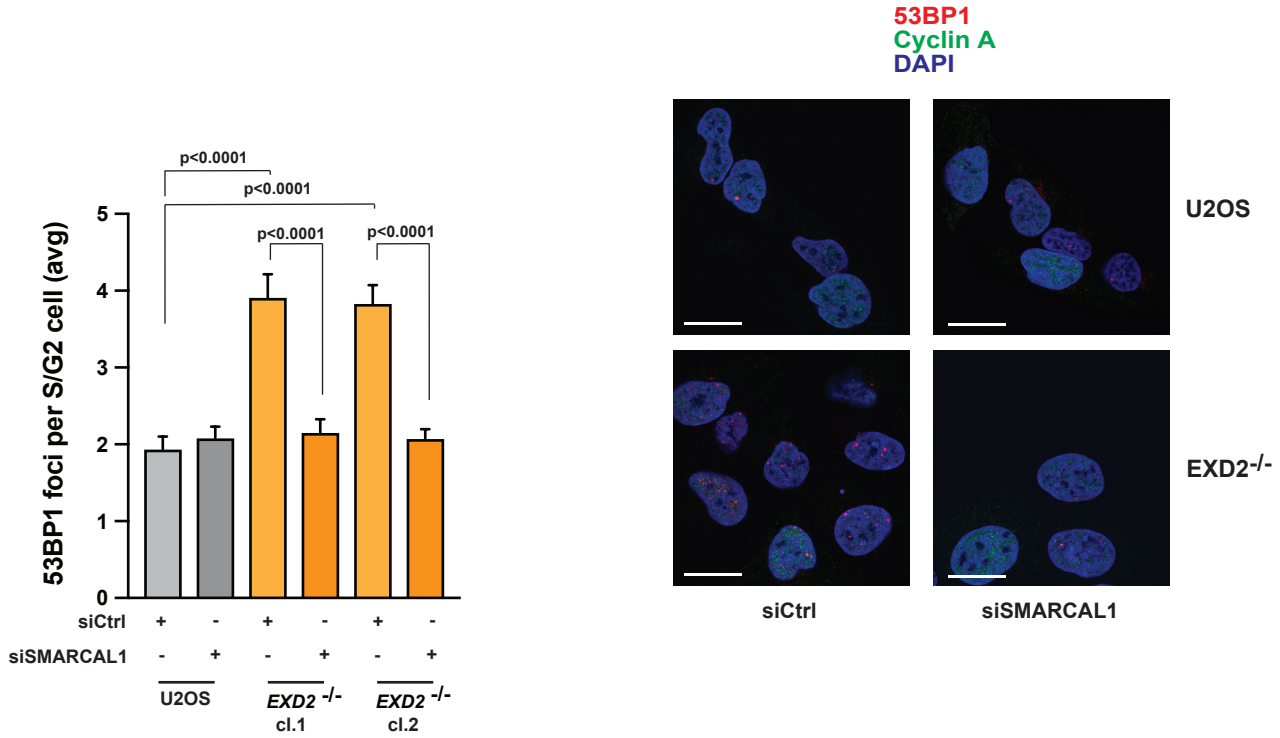 53BP1
Cyclin A
DAPI
p<0.0001
p<0.0001
p<0.0001
p<0.0001
53BP1 foci per S/G2 cell (avg)
5
4
3
2
1
0
siCtrl + - + - + -
siSMARCAL1 - + - + - +
U2OS
EXD2 -/-
cl.1
EXD2 -/-
cl.2
U2OS
EXD2-/-
siCtrl
siSMARCAL1